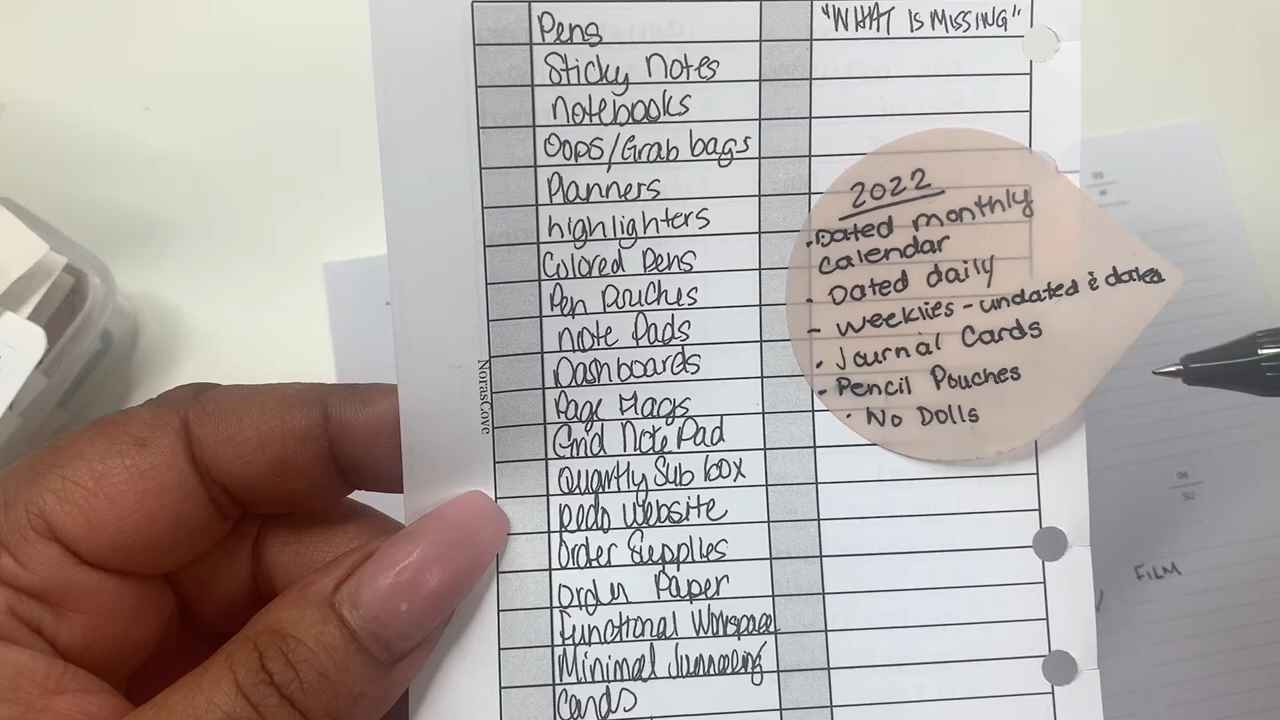 Pens
Sticky Notes
Notebooks
Oops/Grab bags
Planners
highlighters
Colored Pens
Pen Pouches
Note Pads
Dashboards
Page Flags
Grid Note Pad
Quartly Sub box
Redo Website
Order Supplies
Order Paper
Functional Workspace
Minimal Journaling
Cards
"WHAT IS MISSING"
2022
• Dated monthly
calendar
• Dated daily
- Weeklies - undated & dated
• Journal Cards
• Pencil Pouches
• No Dolls
NorasCove
FILM